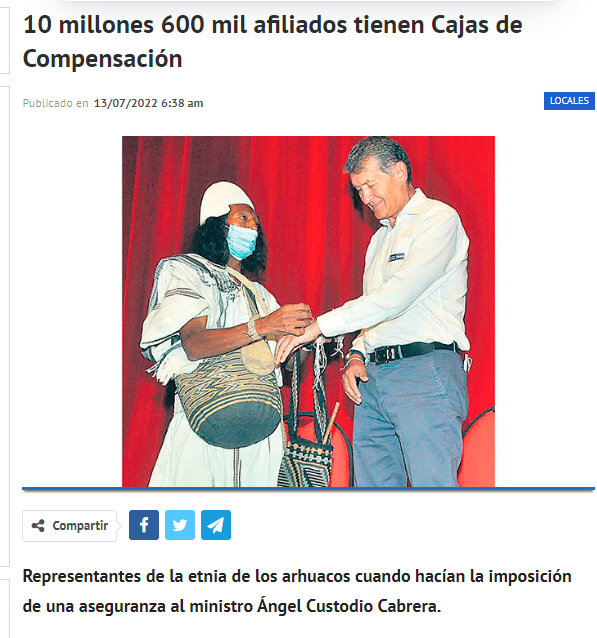 10 millones 600 mil afiliados tienen Cajas de
Compensación
Publicado en 13/07/2022 6:38 am
LOCALES
Compartir
Representantes de la etnia de los arhuacos cuando hacían la imposición
de una aseguranza al ministro Ángel Custodio Cabrera.